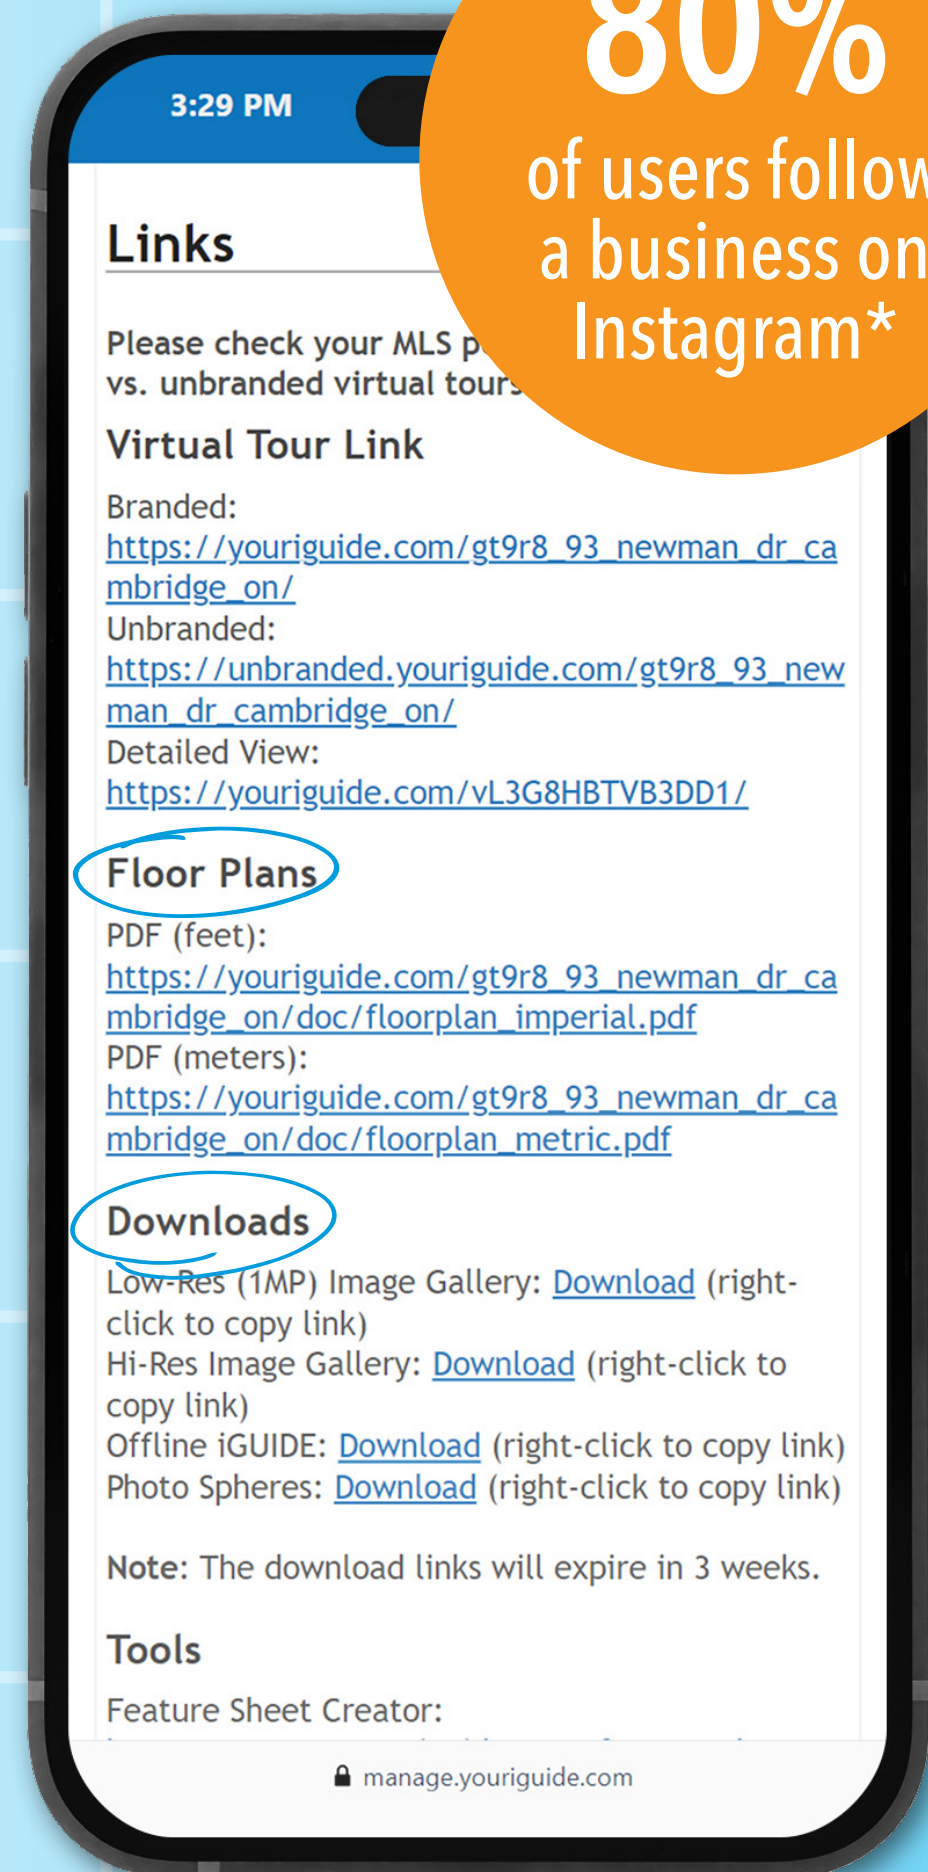 80%
of users follow
a business on
Instagram*
3:29 PM
Links
Please check your MLS
vs. unbranded virtual tours
Virtual Tour Link
Branded:
https://youriguide.com/gt9r8_93_newman_dr_ca
mbridge_on/
Unbranded:
https://unbranded.youriguide.com/gt9r8_93_new
man_dr_cambridge_on/
Detailed View:
https://youriguide.com/vL3G8HBTVB3DD1/
Floor Plans
PDF (feet):
https://youriguide.com/gt9r8_93_newman_dr_ca
mbridge_on/doc/floorplan_imperial.pdf
PDF (meters):
https://youriguide.com/gt9r8_93_newman_dr_ca
mbridge_on/doc/floorplan_metric.pdf
Downloads
Low-Res (1MP) Image Gallery: Download (right-
click to copy link)
Hi-Res Image Gallery: Download (right-click to
copy link)
Offline iGUIDE: Download (right-click to copy link)
Photo Spheres: Download (right-click to copy link)
Note: The download links will expire in 3 weeks.
Tools
Feature Sheet Creator:
manage.youriguide.com